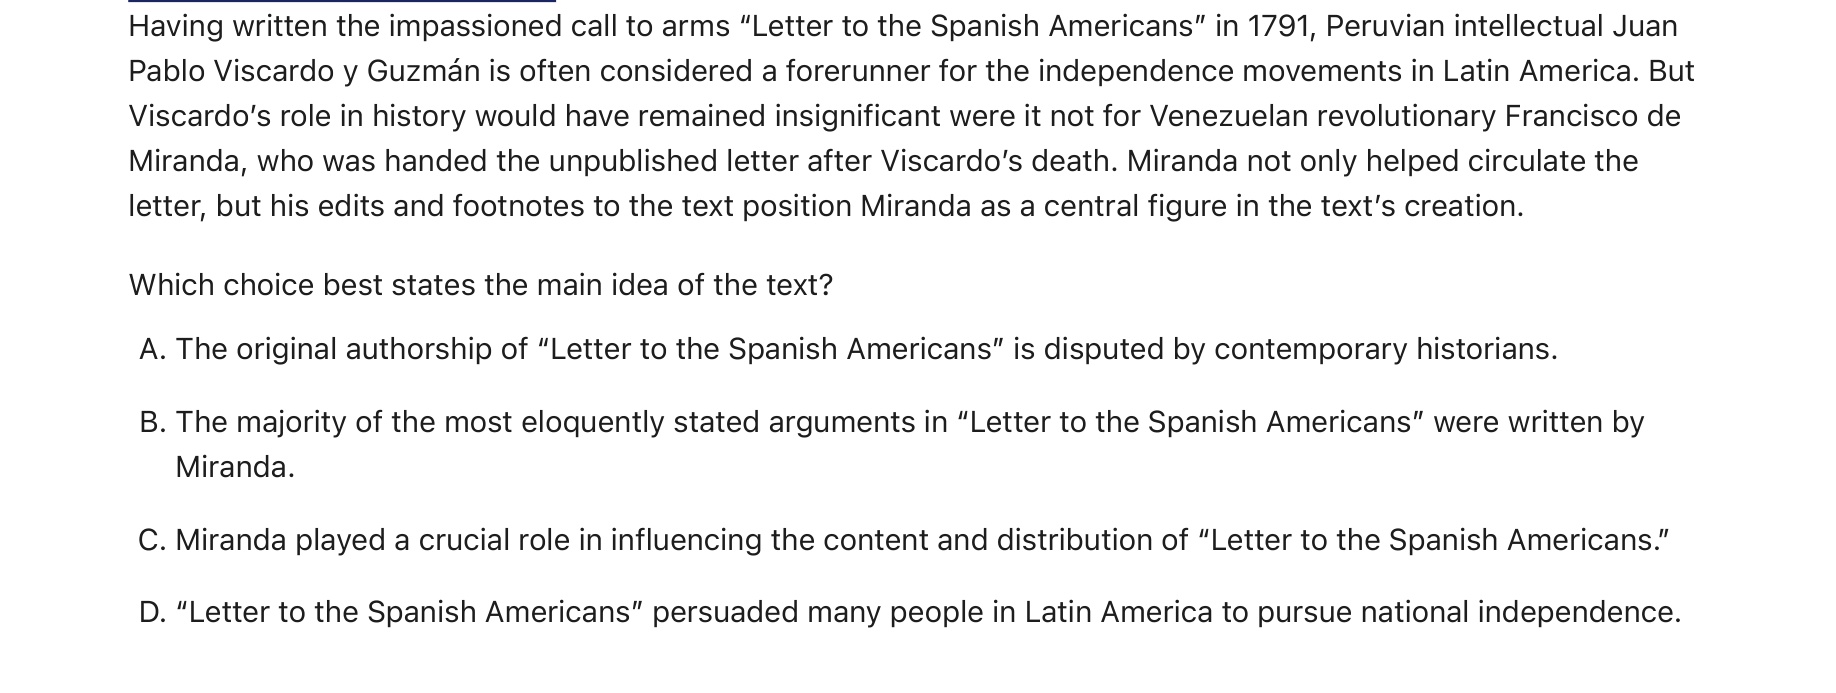 Having written the impassioned call to arms “Letter to the Spanish Americans” in 1791, Peruvian intellectual Juan
Pablo Viscardo y Guzmán is often considered a forerunner for the independence movements in Latin America. But
Viscardo’s role in history would have remained insignificant were it not for Venezuelan revolutionary Francisco de
Miranda, who was handed the unpublished letter after Viscardo’s death. Miranda not only helped circulate the
letter, but his edits and footnotes to the text position Miranda as a central figure in the text’s creation.
Which choice best states the main idea of the text?
A. The original authorship of “Letter to the Spanish Americans” is disputed by contemporary historians.
B. The majority of the most eloquently stated arguments in “Letter to the Spanish Americans” were written by
Miranda.
C. Miranda played a crucial role in influencing the content and distribution of “Letter to the Spanish Americans.”
D. “Letter to the Spanish Americans” persuaded many people in Latin America to pursue national independence.